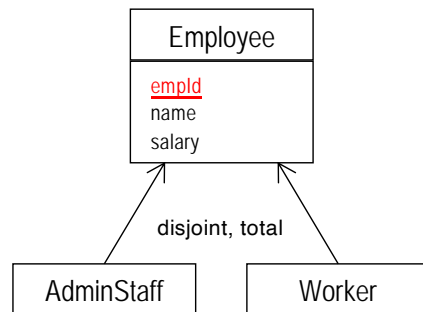 Employee
empId
name
salary
disjoint, total
AdminStaff
Worker